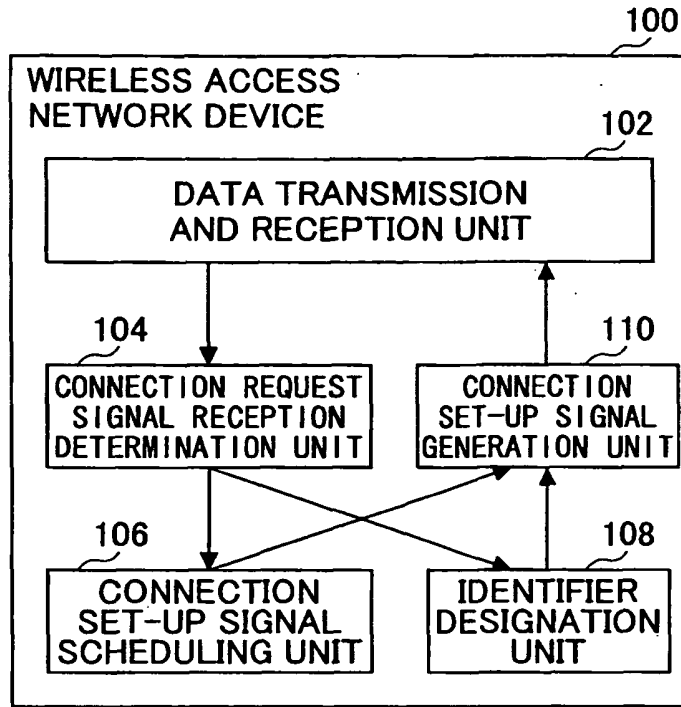 100
WIRELESS ACCESS
NETWORK DEVICE
102
DATA TRANSMISSION
AND RECEPTION UNIT
104
CONNECTION REQUEST
SIGNAL RECEPTION
DETERMINATION UNIT
110
CONNECTION
SET-UP SIGNAL
GENERATION UNIT
106
CONNECTION
SET-UP SIGNAL
SCHEDULING UNIT
108
IDENTIFIER
DESIGNATION
UNIT